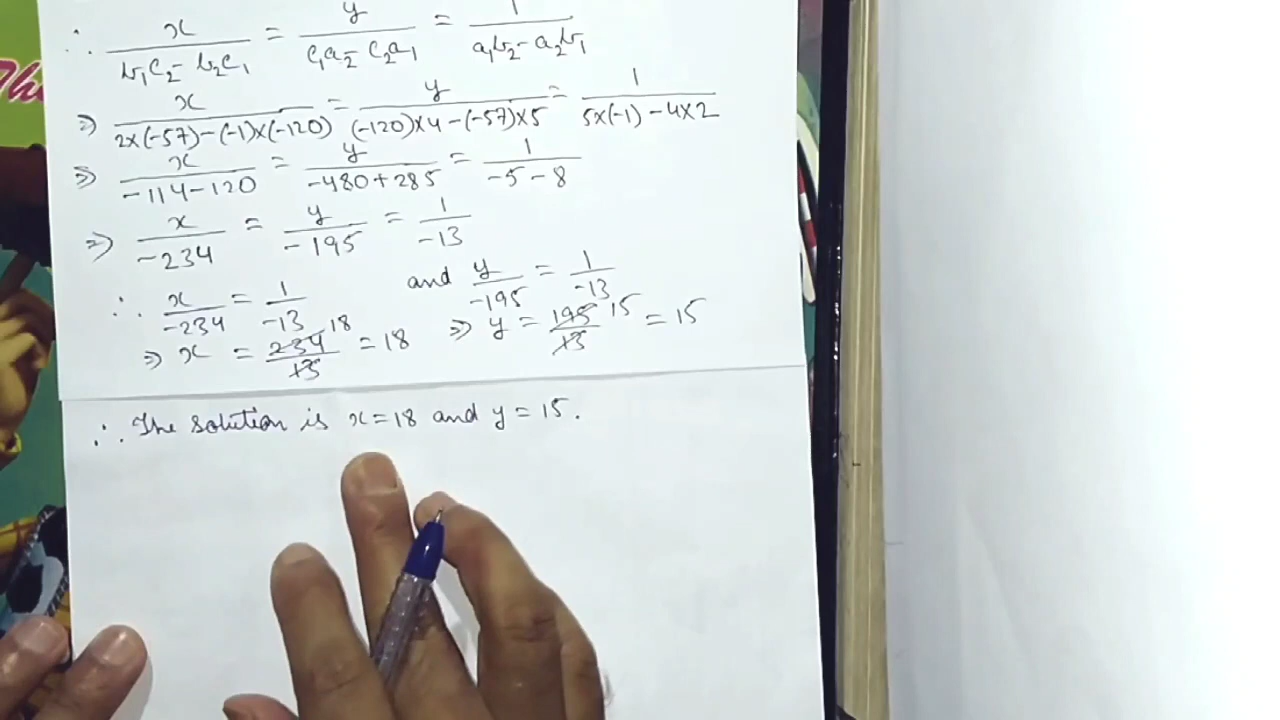 ∴ x/(b₁c₂ - b₂c₁) = y/(c₁a₂ - c₂a₁) = 1/(a₁b₂ - a₂b₁)
⇒ x/(2×(-57)-(-1)×(-120)) = y/((-120)×4-(-57)×5) = 1/(5×(-1)-4×2)
⇒ x/(-114-120) = y/(-480+285) = 1/(-5-8)
⇒ x/(-234) = y/(-195) = 1/(-13)
∴ x/(-234) = 1/(-13) and y/(-195) = 1/(-13)
⇒ x = 234/13 18 = 18 ⇒ y = 195/13 15 = 15
∴ The solution is x = 18 and y = 15.